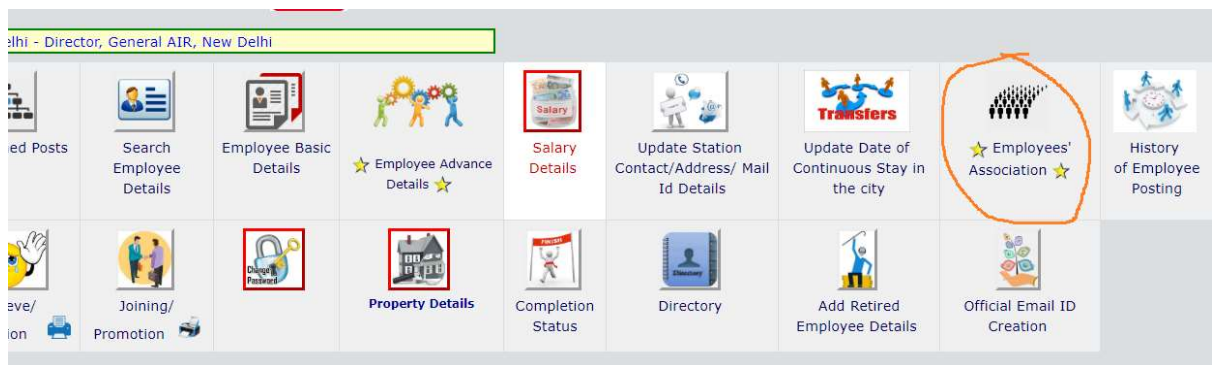 elhi - Director, General AIR, New Delhi
Salary
Transfers
ed Posts
Search
Employee
Details
Employee Basic
Details
Employee Advance
Details
Salary
Details
Update Station
Contact/Address/ Mail
Id Details
Update Date of
Continuous Stay in
the city
Employees'
Association
History
of Employee
Posting
Change
Password
Directory
eve/
ion
Joining/
Promotion
Property Details
Completion
Status
Directory
Add Retired
Employee Details
Official Email ID
Creation